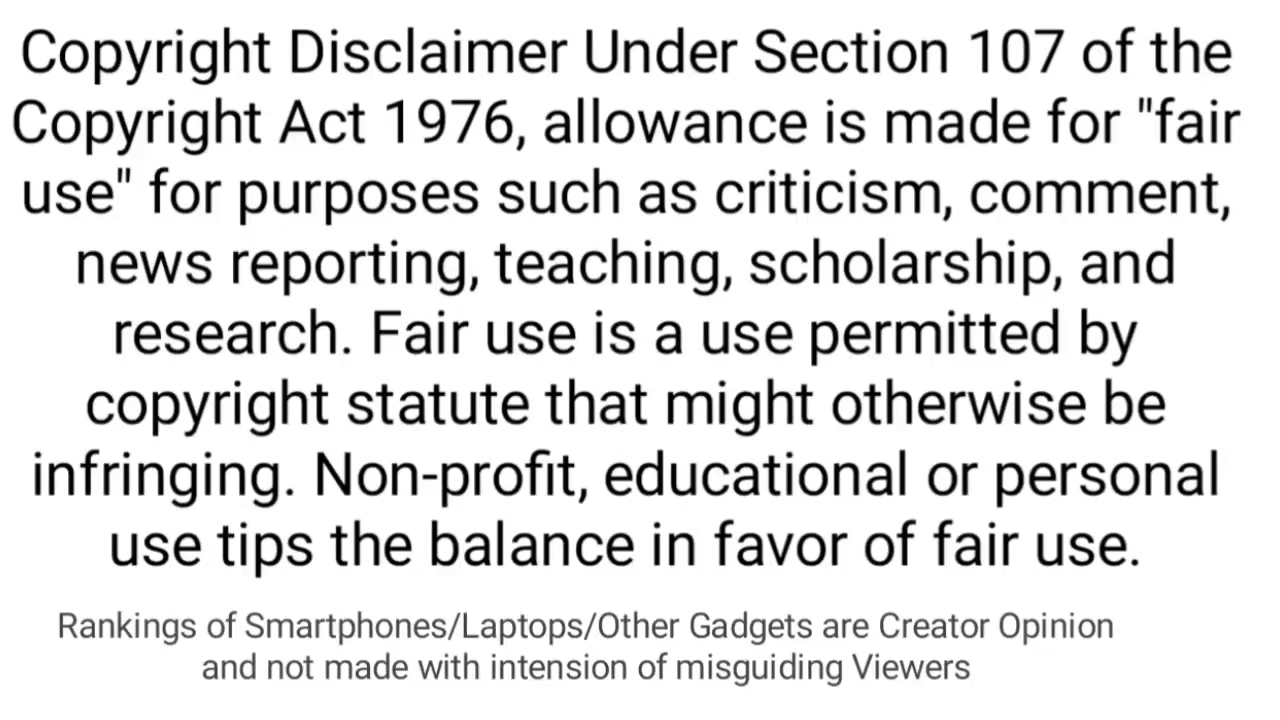 Copyright Disclaimer Under Section 107 of the
Copyright Act 1976, allowance is made for "fair
use" for purposes such as criticism, comment,
news reporting, teaching, scholarship, and
research. Fair use is a use permitted by
copyright statute that might otherwise be
infringing. Non-profit, educational or personal
use tips the balance in favor of fair use.
Rankings of Smartphones/Laptops/Other Gadgets are Creator Opinion
and not made with intension of misguiding Viewers